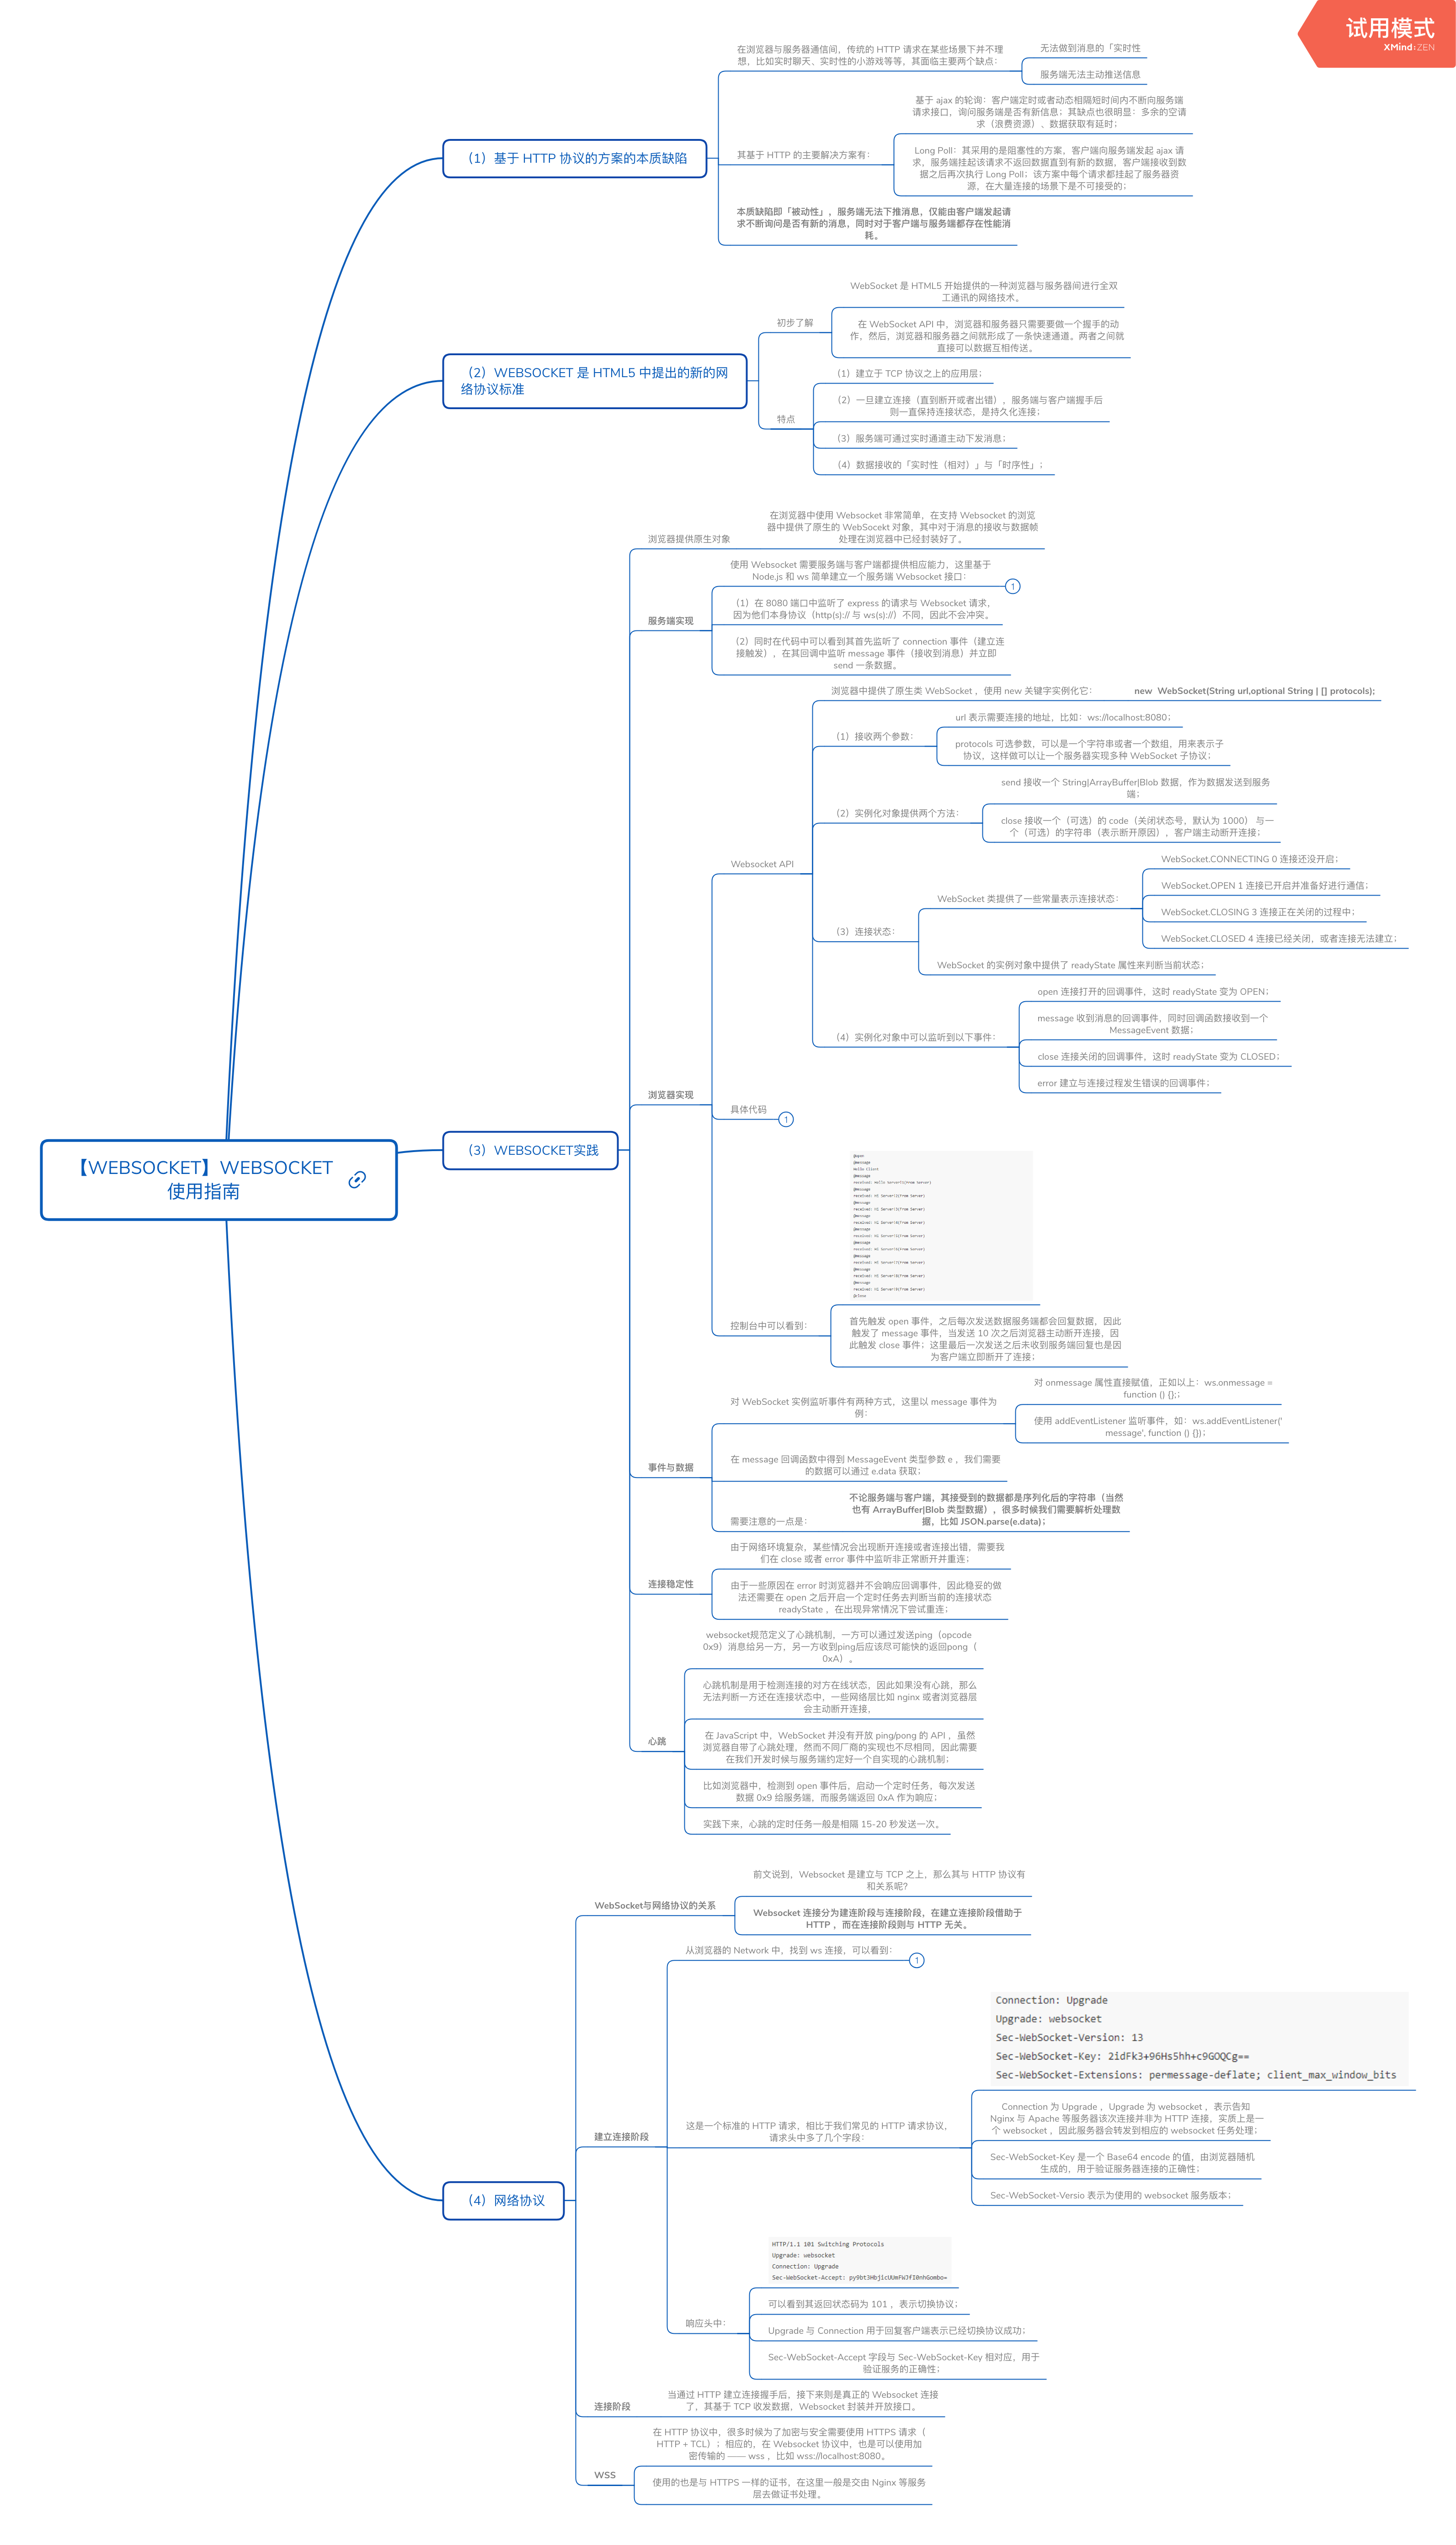 试用模式
XMind:ZEN
【WEBSOCKET】WEBSOCKET
使用指南
（1）基于 HTTP 协议的方案的本质缺陷
在浏览器与服务器通信间，传统的 HTTP 请求在某些场景下并不理
想，比如实时聊天、实时性的小游戏等等，其面临主要两个缺点：
无法做到消息的「实时性
服务端无法主动推送信息
其基于 HTTP 的主要解决方案有：
基于 ajax 的轮询：客户端定时或者动态相隔短时间内不断向服务端
请求接口，询问服务端是否有新信息；其缺点也很明显：多余的空请
求（浪费资源）、数据获取有延时；
Long Poll：其采用的是阻塞性的方案，客户端向服务端发起 ajax 请
求，服务端挂起该请求不返回数据直到有新的数据，客户端接收到数
据之后再次执行 Long Poll；该方案中每个请求都挂起了服务器资
源，在大量连接的场景下是不可接受的；
本质缺陷即「被动性」，服务端无法下推消息，仅能由客户端发起请
求不断询问是否有新的消息，同时对于客户端与服务端都存在性能消
耗。
（2）WEBSOCKET 是 HTML5 中提出的新的网
络协议标准
初步了解
WebSocket 是 HTML5 开始提供的一种浏览器与服务器间进行全双
工通讯的网络技术。
在 WebSocket API 中，浏览器和服务器只需要要做一个握手的动
作，然后，浏览器和服务器之间就形成了一条快速通道。两者之间就
直接可以数据互相传送。
特点
（1）建立于 TCP 协议之上的应用层；
（2）一旦建立连接（直到断开或者出错），服务端与客户端握手后
则一直保持连接状态，是持久化连接；
（3）服务端可通过实时通道主动下发消息；
（4）数据接收的「实时性（相对）」与「时序性」；
（3）WEBSOCKET实践
浏览器提供原生对象
在浏览器中使用 Websocket 非常简单，在支持 Websocket 的浏览
器中提供了原生的 WebSocekt 对象，其中对于消息的接收与数据帧
处理在浏览器中已经封装好了。
服务端实现
使用 Websocket 需要服务端与客户端都提供相应能力，这里基于
Node.js 和 ws 简单建立一个服务端 Websocket 接口：
1
（1）在 8080 端口中监听了 express 的请求与 Websocket 请求，
因为他们本身协议（http(s):// 与 ws(s)://）不同，因此不会冲突。
（2）同时在代码中可以看到其首先监听了 connection 事件（建立连
接触发），在其回调中监听 message 事件（接收到消息）并立即
send 一条数据。
浏览器实现
Websocket API
浏览器中提供了原生类 WebSocket ，使用 new 关键字实例化它：
new  WebSocket(String url,optional String | [] protocols);
（1）接收两个参数：
url 表示需要连接的地址，比如：ws://localhost:8080；
protocols 可选参数，可以是一个字符串或者一个数组，用来表示子
协议，这样做可以让一个服务器实现多种 WebSocket 子协议；
（2）实例化对象提供两个方法：
send 接收一个 String|ArrayBuffer|Blob 数据，作为数据发送到服务
端；
close 接收一个（可选）的 code（关闭状态号，默认为 1000） 与一
个（可选）的字符串（表示断开原因），客户端主动断开连接；
（3）连接状态：
WebSocket 类提供了一些常量表示连接状态：
WebSocket.CONNECTING 0 连接还没开启；
WebSocket.OPEN 1 连接已开启并准备好进行通信；
WebSocket.CLOSING 3 连接正在关闭的过程中；
WebSocket.CLOSED 4 连接已经关闭，或者连接无法建立；
WebSocket 的实例对象中提供了 readyState 属性来判断当前状态；
（4）实例化对象中可以监听到以下事件：
open 连接打开的回调事件，这时 readyState 变为 OPEN；
message 收到消息的回调事件，同时回调函数接收到一个
MessageEvent 数据；
close 连接关闭的回调事件，这时 readyState 变为 CLOSED；
error 建立与连接过程发生错误的回调事件；
具体代码
1
控制台中可以看到：
@open
@message
Hello Client
@message
received: Hello Server!1(From Server)
@message
received: Hi Server!2(From Server)
@message
received: Hi Server!3(From Server)
@message
received: Hi Server!4(From Server)
@message
received: Hi Server!5(From Server)
@message
received: Hi Server!6(From Server)
@message
received: Hi Server!7(From Server)
@message
received: Hi Server!8(From Server)
@message
received: Hi Server!9(From Server)
@close
首先触发 open 事件，之后每次发送数据服务端都会回复数据，因此
触发了 message 事件，当发送 10 次之后浏览器主动断开连接，因
此触发 close 事件；这里最后一次发送之后未收到服务端回复也是因
为客户端立即断开了连接；
事件与数据
对 WebSocket 实例监听事件有两种方式，这里以 message 事件为
例：
对 onmessage 属性直接赋值，正如以上：ws.onmessage =
function () {};；
使用 addEventListener 监听事件，如：ws.addEventListener('
message', function () {})；
在 message 回调函数中得到 MessageEvent 类型参数 e ，我们需要
的数据可以通过 e.data 获取；
需要注意的一点是：
不论服务端与客户端，其接受到的数据都是序列化后的字符串（当然
也有 ArrayBuffer|Blob 类型数据），很多时候我们需要解析处理数
据，比如 JSON.parse(e.data)；
连接稳定性
由于网络环境复杂，某些情况会出现断开连接或者连接出错，需要我
们在 close 或者 error 事件中监听非正常断开并重连；
由于一些原因在 error 时浏览器并不会响应回调事件，因此稳妥的做
法还需要在 open 之后开启一个定时任务去判断当前的连接状态
readyState ，在出现异常情况下尝试重连；
心跳
websocket规范定义了心跳机制，一方可以通过发送ping（opcode
0x9）消息给另一方，另一方收到ping后应该尽可能快的返回pong（
0xA）。
心跳机制是用于检测连接的对方在线状态，因此如果没有心跳，那么
无法判断一方还在连接状态中，一些网络层比如 nginx 或者浏览器层
会主动断开连接，
在 JavaScript 中，WebSocket 并没有开放 ping/pong 的 API ，虽然
浏览器自带了心跳处理，然而不同厂商的实现也不尽相同，因此需要
在我们开发时候与服务端约定好一个自实现的心跳机制；
比如浏览器中，检测到 open 事件后，启动一个定时任务，每次发送
数据 0x9 给服务端，而服务端返回 0xA 作为响应；
实践下来，心跳的定时任务一般是相隔 15-20 秒发送一次。
（4）网络协议
WebSocket与网络协议的关系
前文说到，Websocket 是建立与 TCP 之上，那么其与 HTTP 协议有
和关系呢？
Websocket 连接分为建连阶段与连接阶段，在建立连接阶段借助于
HTTP ，而在连接阶段则与 HTTP 无关。
建立连接阶段
从浏览器的 Network 中，找到 ws 连接，可以看到：
1
这是一个标准的 HTTP 请求，相比于我们常见的 HTTP 请求协议，
请求头中多了几个字段：
Connection: Upgrade
Upgrade: websocket
Sec-WebSocket-Version: 13
Sec-WebSocket-Key: 2idFk3+96Hs5hh+c9GOQCg==
Sec-WebSocket-Extensions: permessage-deflate; client_max_window_bits
Connection 为 Upgrade ，Upgrade 为 websocket ，表示告知
Nginx 与 Apache 等服务器该次连接并非为 HTTP 连接，实质上是一
个 websocket ，因此服务器会转发到相应的 websocket 任务处理；
Sec-WebSocket-Key 是一个 Base64 encode 的值，由浏览器随机
生成的，用于验证服务器连接的正确性；
Sec-WebSocket-Versio 表示为使用的 websocket 服务版本；
响应头中：
HTTP/1.1 101 Switching Protocols
Upgrade: websocket
Connection: Upgrade
Sec-WebSocket-Accept: py9bt3HbjicUUmFWJfI0nhGombo=
可以看到其返回状态码为 101 ，表示切换协议；
Upgrade 与 Connection 用于回复客户端表示已经切换协议成功；
Sec-WebSocket-Accept 字段与 Sec-WebSocket-Key 相对应，用于
验证服务的正确性；
连接阶段
当通过 HTTP 建立连接握手后，接下来则是真正的 Websocket 连接
了，其基于 TCP 收发数据，Websocket 封装并开放接口。
WSS
在 HTTP 协议中，很多时候为了加密与安全需要使用 HTTPS 请求（
HTTP + TCL）；相应的，在 Websocket 协议中，也是可以使用加
密传输的 —— wss ，比如 wss://localhost:8080。
使用的也是与 HTTPS 一样的证书，在这里一般是交由 Nginx 等服务
层去做证书处理。